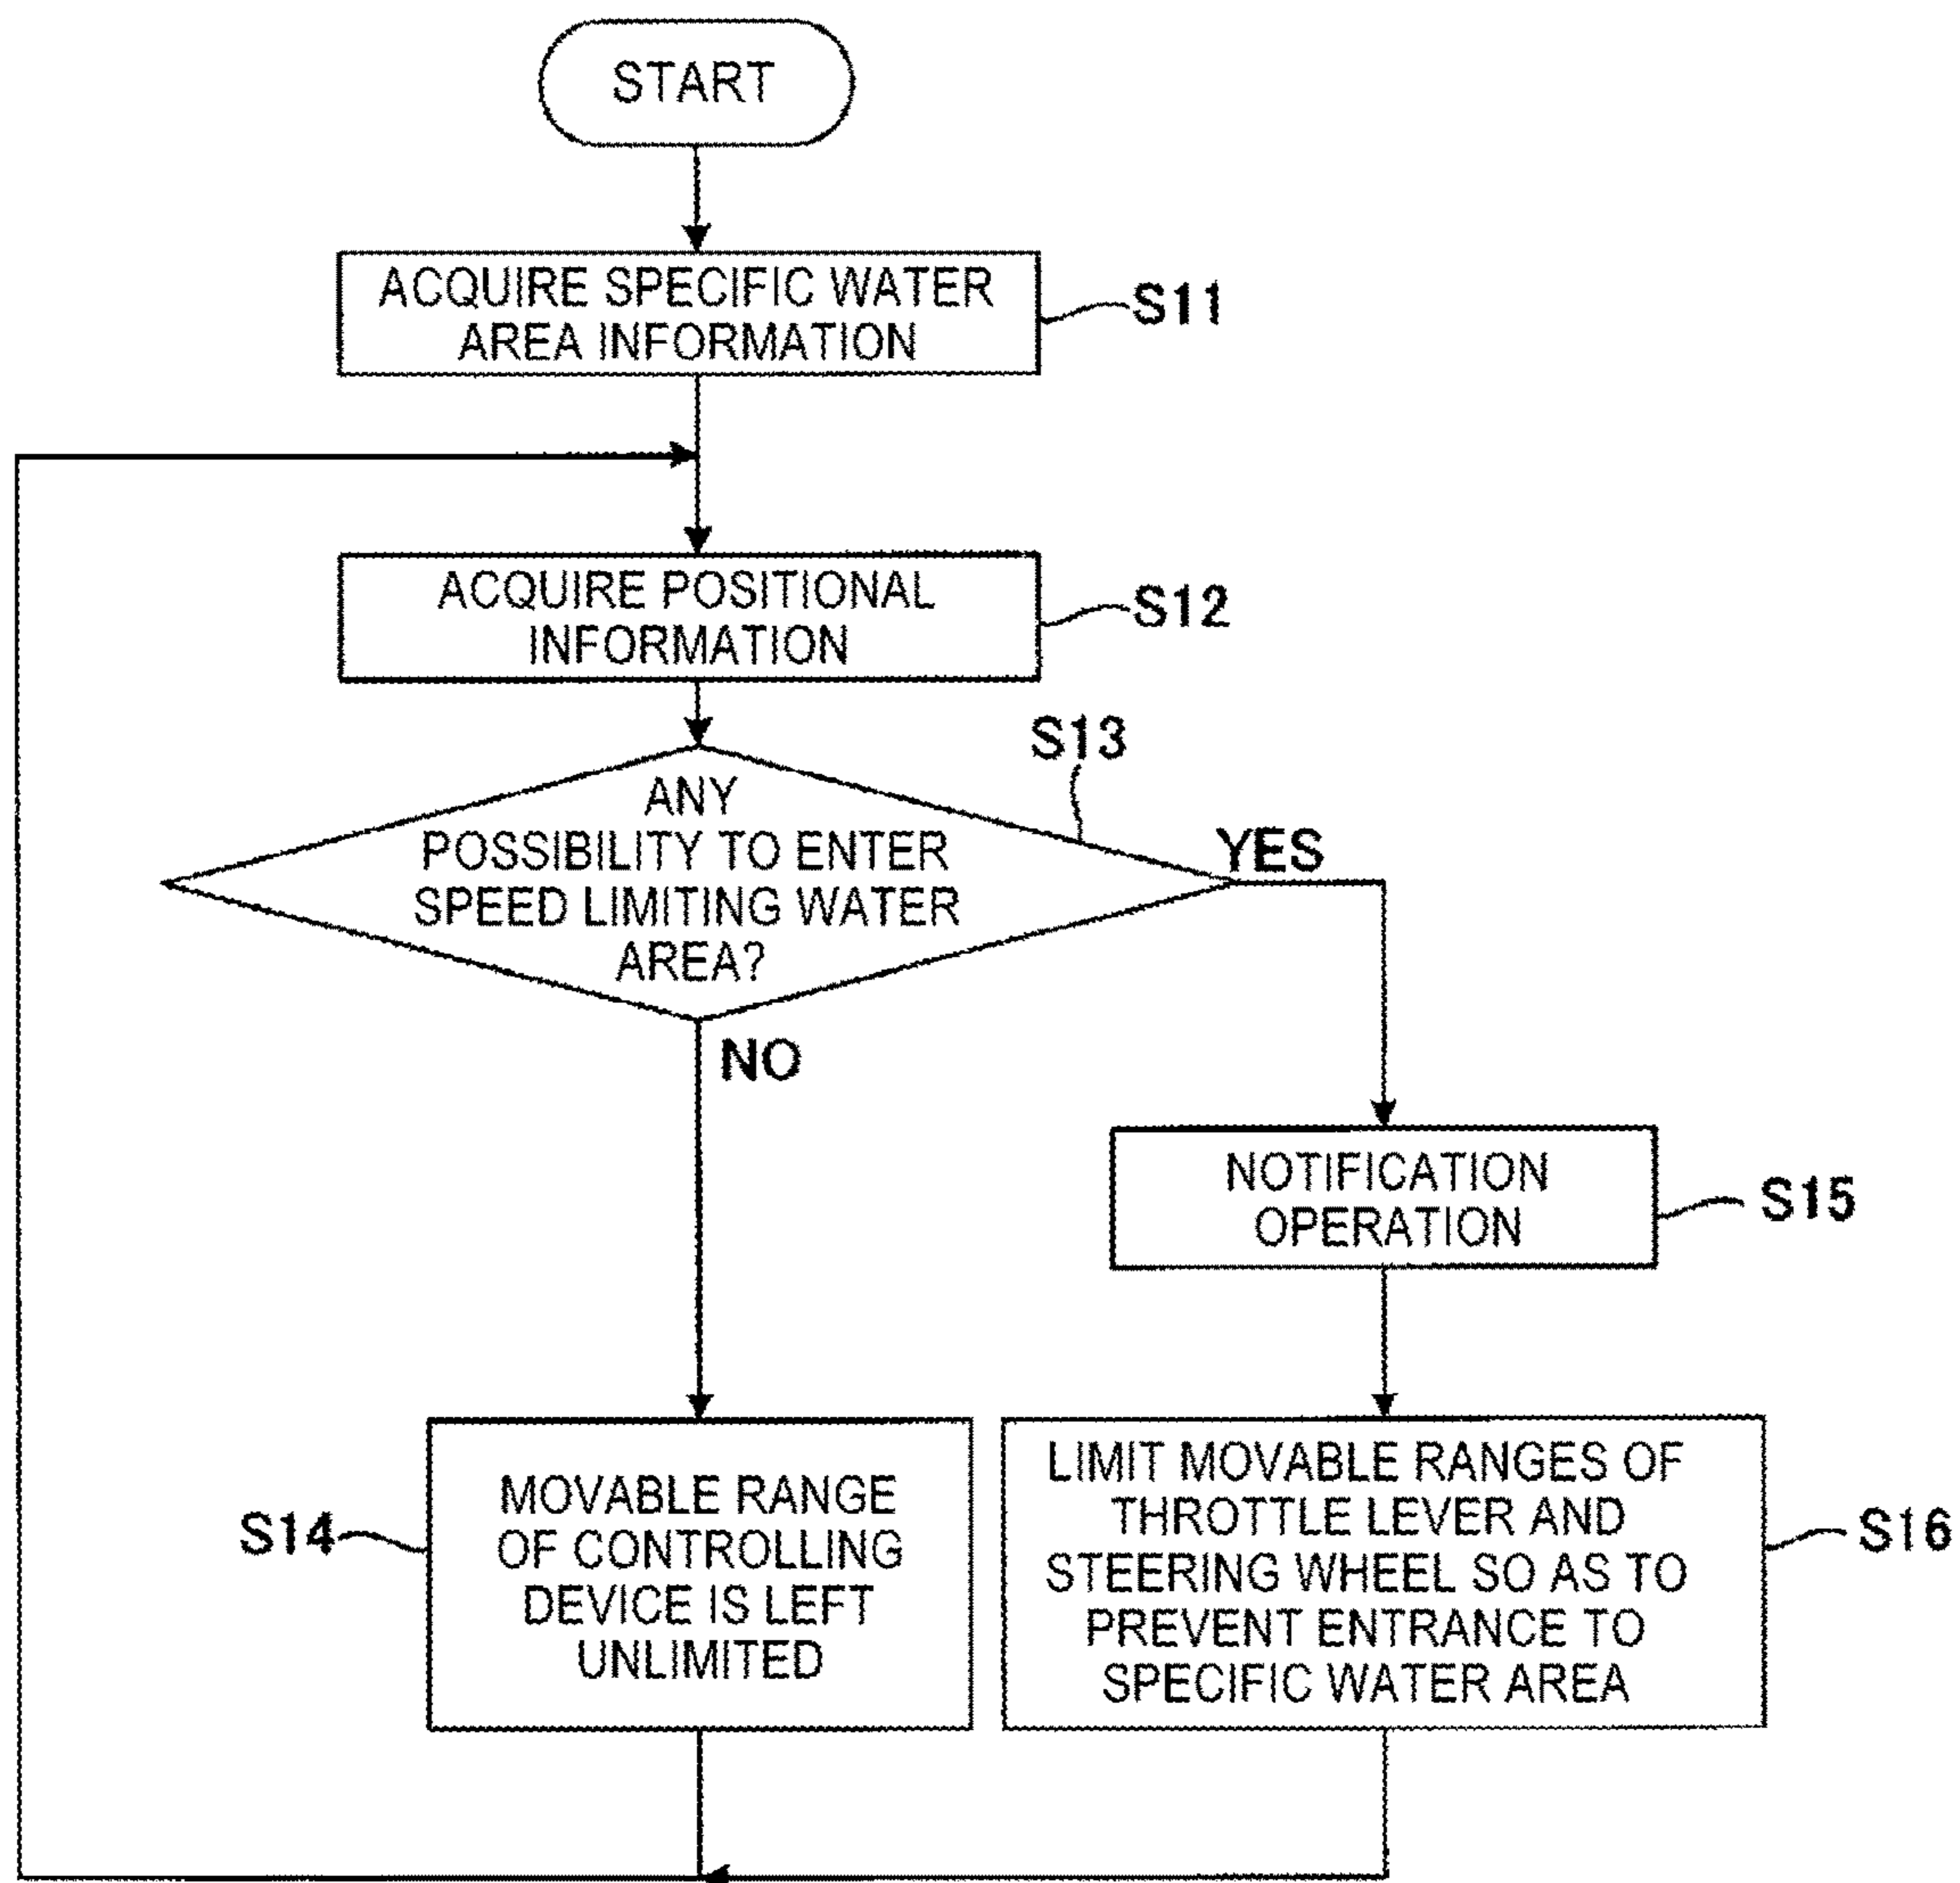 START
ACQUIRE SPECIFIC WATER
AREA INFORMATION
S11
ACQUIRE POSITIONAL
INFORMATION
S12
S13
ANY
POSSIBILITY TO ENTER
SPEED LIMITING WATER
AREA?
YES
NO
NOTIFICATION
OPERATION
S15
S14
MOVABLE RANGE
OF CONTROLLING
DEVICE IS LEFT
UNLIMITED
LIMIT MOVABLE RANGES OF
THROTTLE LEVER AND
STEERING WHEEL SO AS TO
PREVENT ENTRANCE TO
SPECIFIC WATER AREA
S16